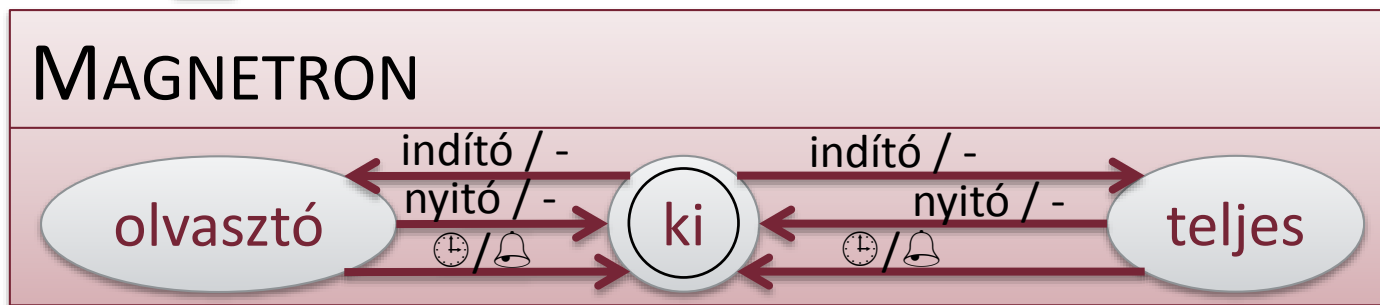 MAGNETRON
indító / - indító / -
nyitó / - nyitó / -
olvasztó ki teljes
🕒/🔔 🕒/🔔